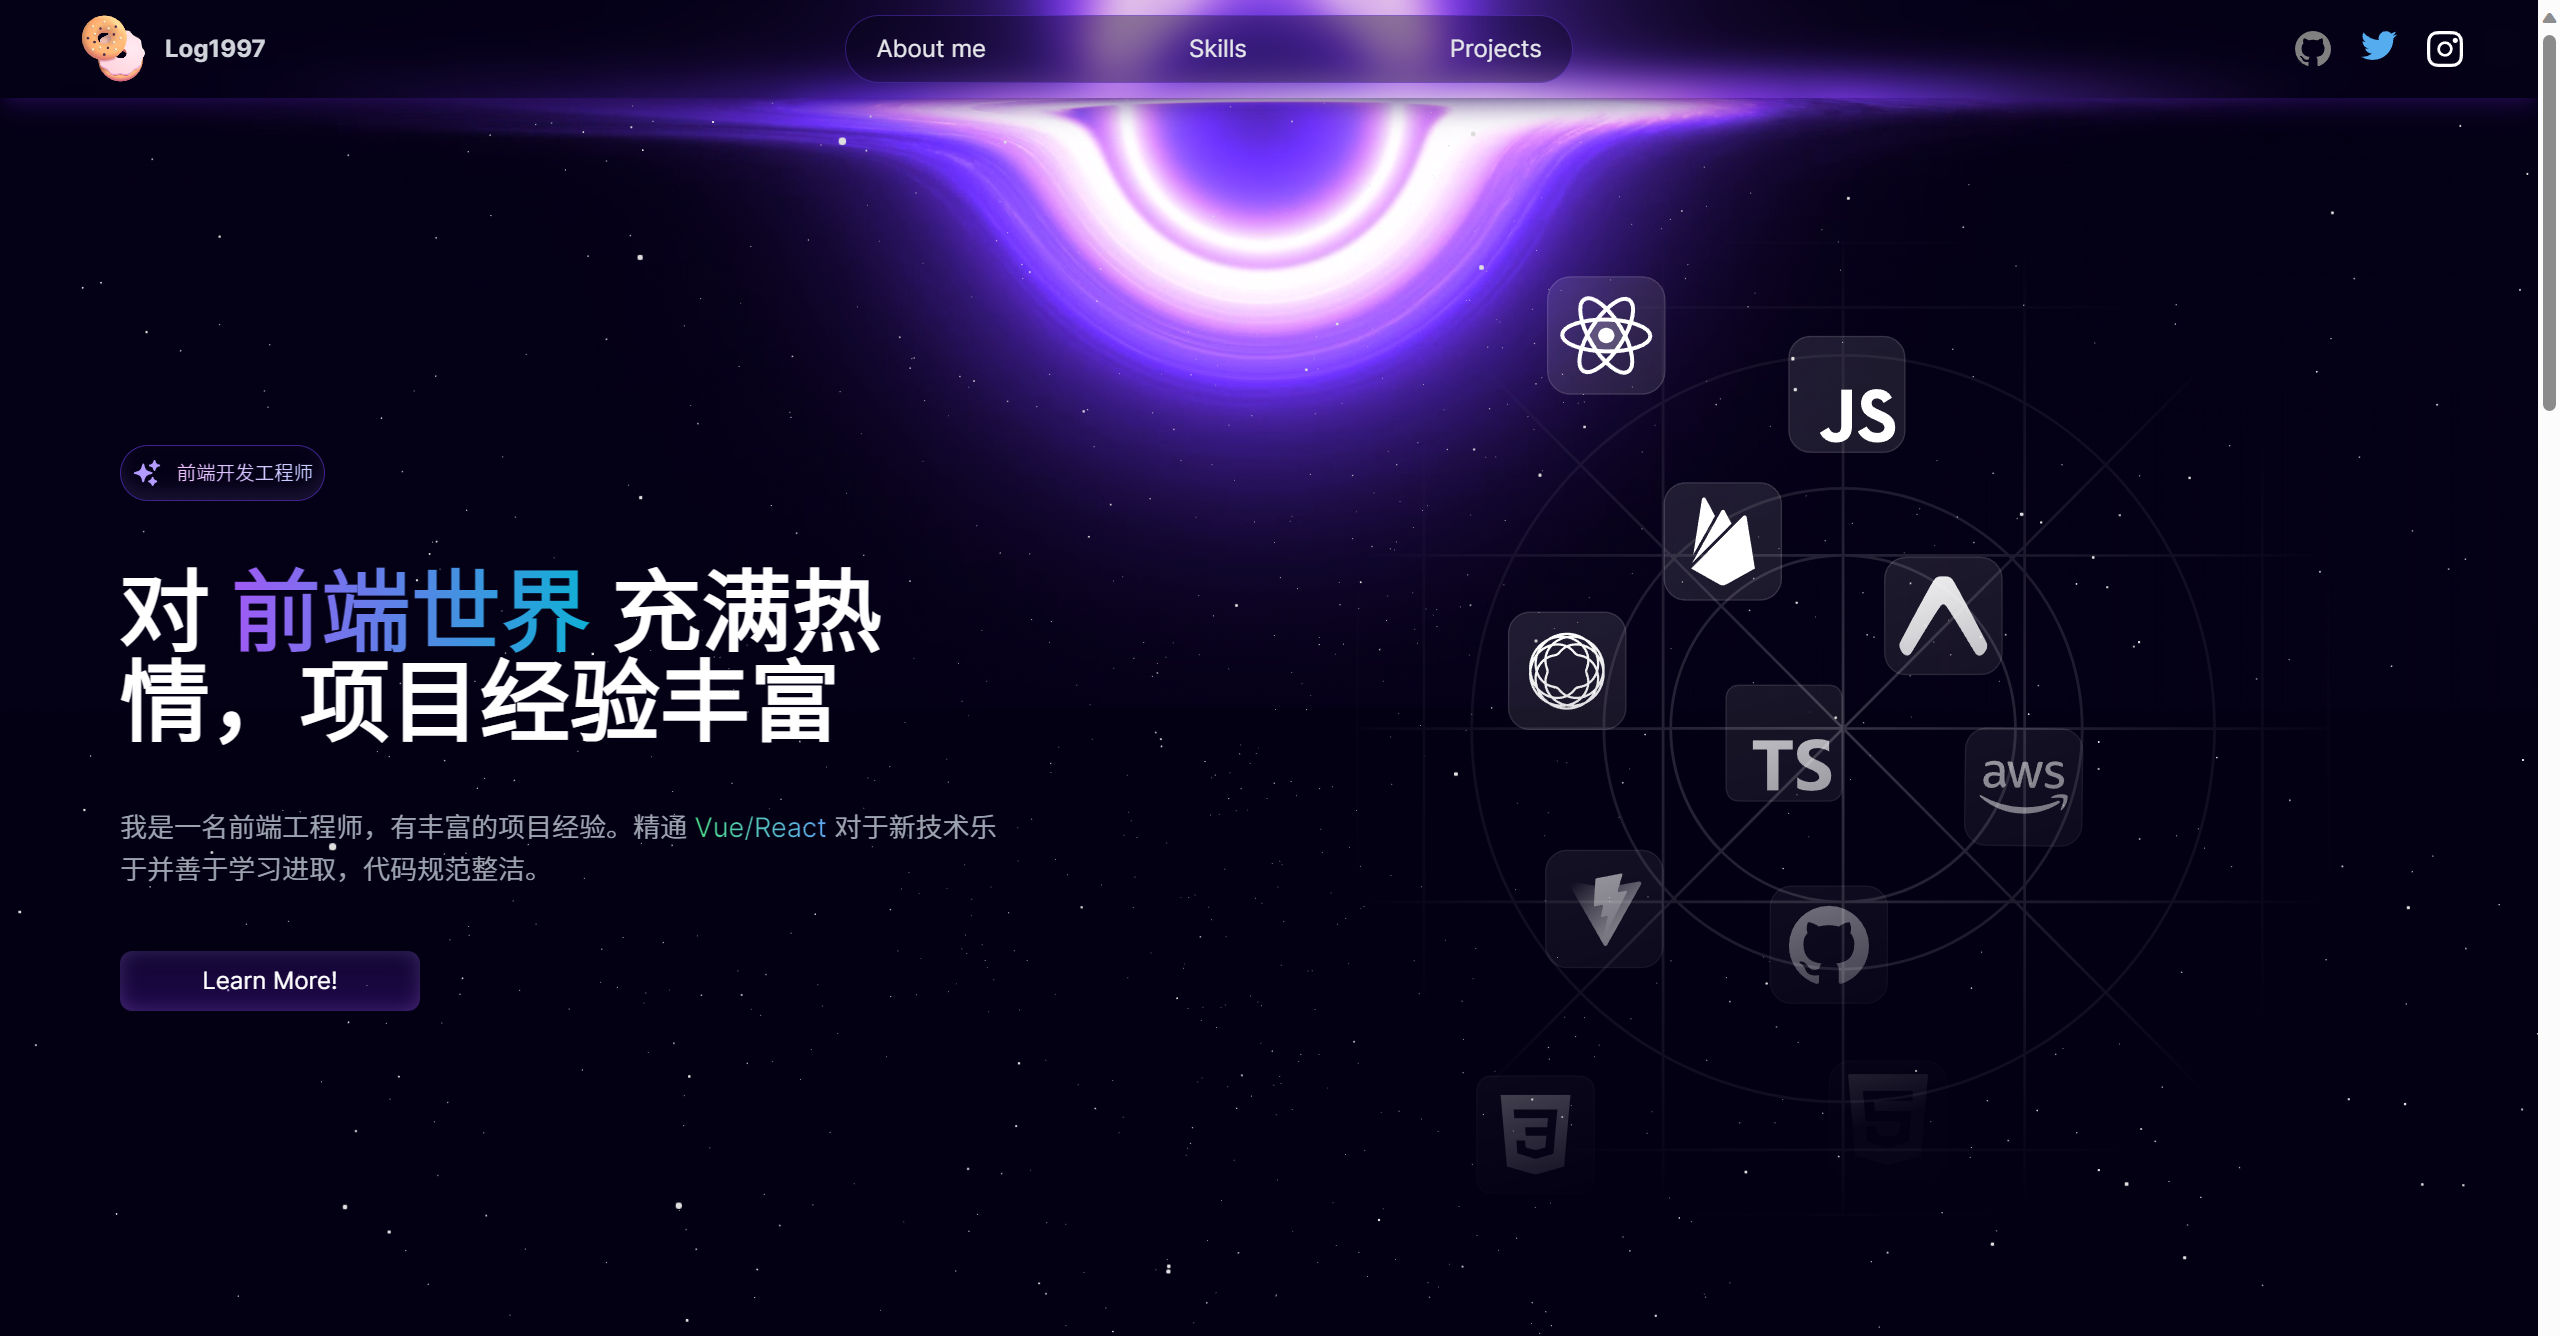 Log1997
About me
Skills
Projects
前端开发工程师
对 前端世界 充满热
情，项目经验丰富
我是一名前端工程师，有丰富的项目经验。精通 Vue/React 对于新技术乐
于并善于学习进取，代码规范整洁。
Learn More!
JS
TS
aws
3
5